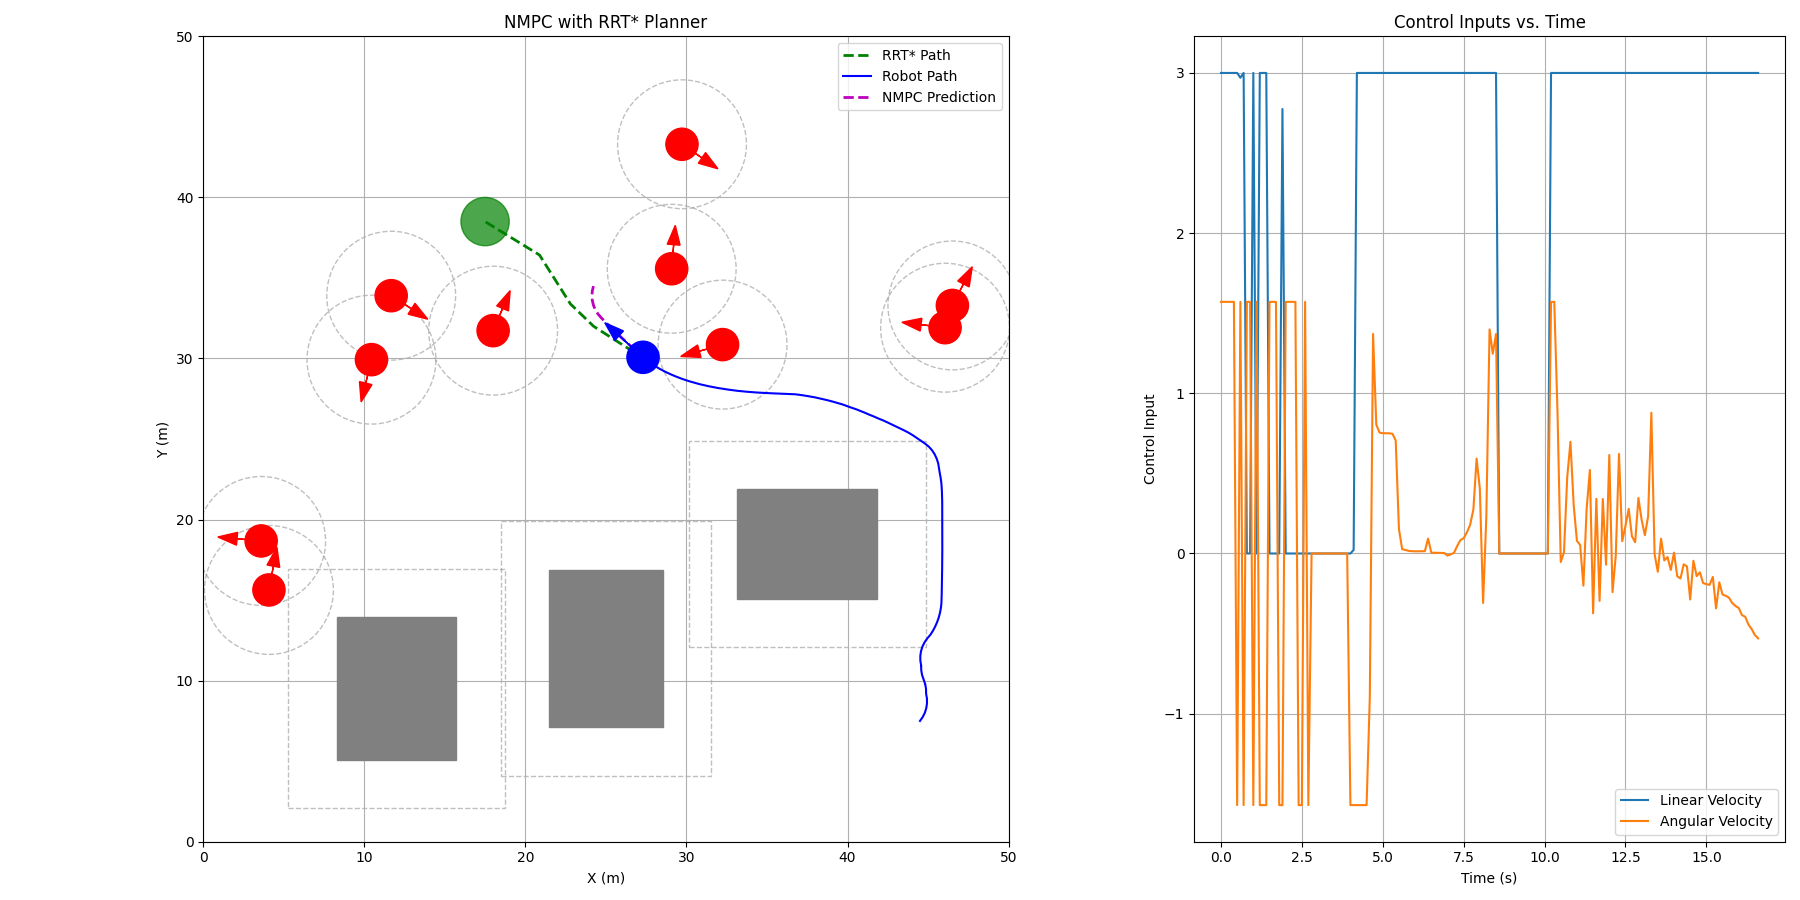 NMPC with RRT* Planner
50
40
30
20
10
0
0 10 20 30 40 50
Y (m)
X (m)
RRT* Path
Robot Path
NMPC Prediction
Control Inputs vs. Time
3
2
1
0
−1
0.0 2.5 5.0 7.5 10.0 12.5 15.0
Control Input
Time (s)
Linear Velocity
Angular Velocity